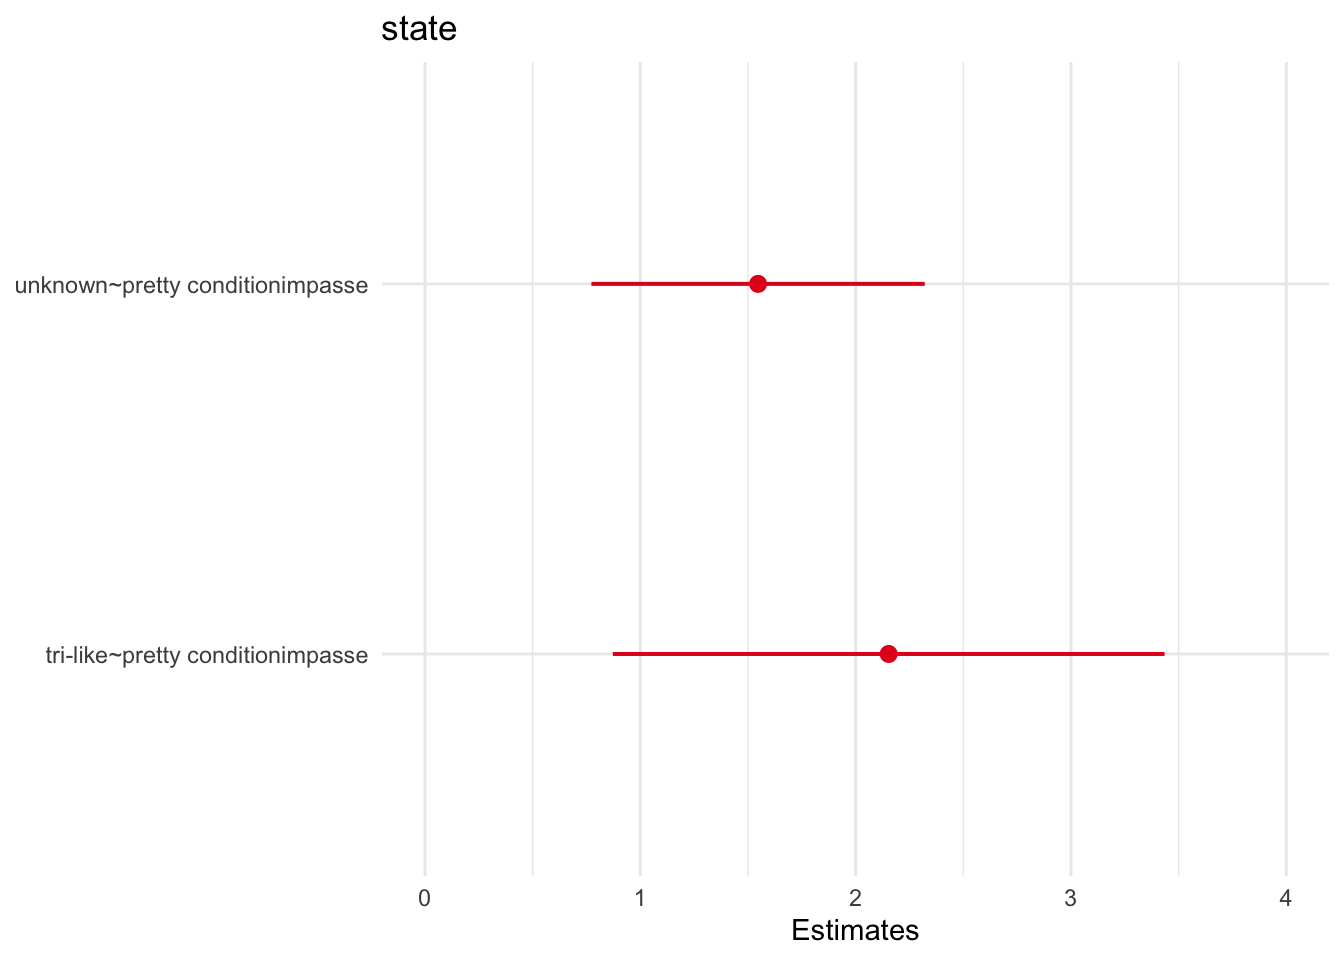 state
unknown~pretty conditionimpasse
tri-like~pretty conditionimpasse
0 1 2 3 4
Estimates